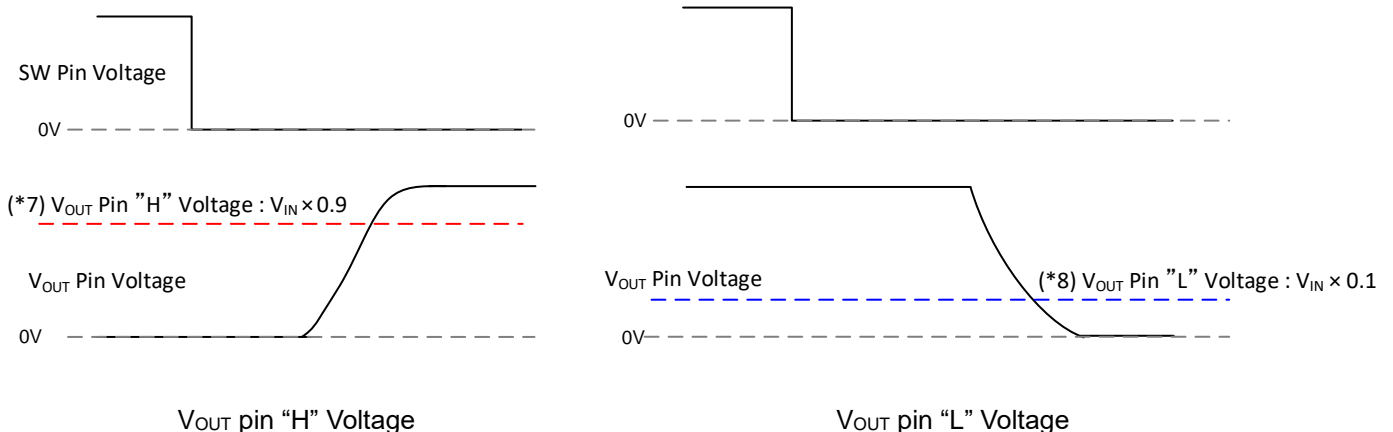 SW Pin Voltage
0V
(*7) VOUT Pin ”H” Voltage : VIN × 0.9
VOUT Pin Voltage
0V
VOUT pin “H” Voltage
0V
VOUT Pin Voltage
(*8) VOUT Pin ”L” Voltage : VIN × 0.1
0V
VOUT pin “L” Voltage